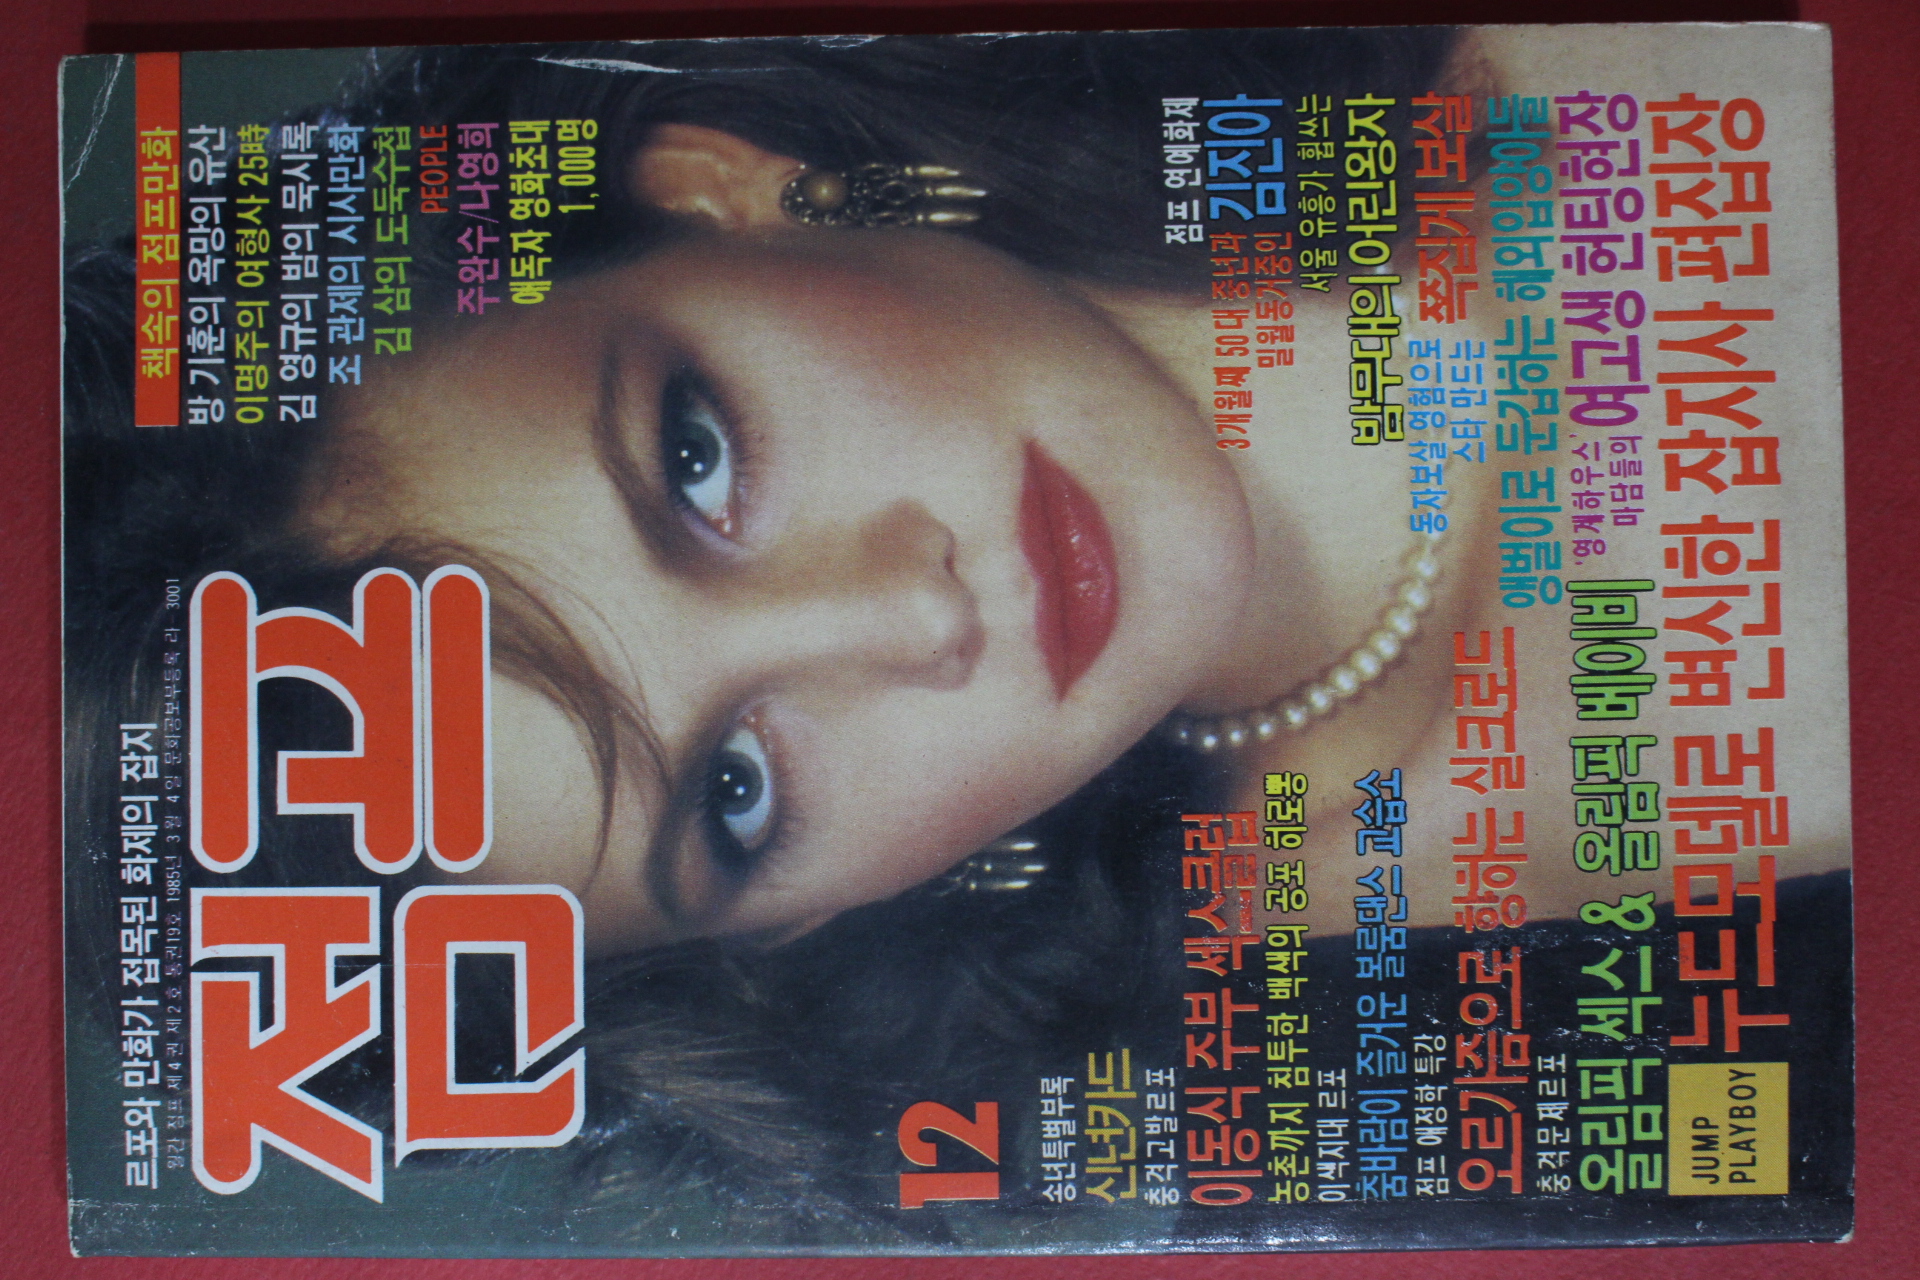 르포와 만화가 접목된 화제의 잡지
월간 점프 제4권 제2호 통권19호 1985년 3월 4일 문화공보부등록 라 3001
점프
책속의 점프만화
방 기훈의 욕망의 유산
이명주의 여형사 25時
김 영규의 밤의 묵시록
조 관제의 시사만화
김 삼의 도둑수첩
PEOPLE
주완수/나영희
애독자 영화초대
1,000명
12
송년특별부록
신년카드
충격고발르포
이동식 주부 섹스클럽
농촌까지 침투한 백색의 공포 히로뽕
이색지대 르포
춤바람이 즐거운 볼룸댄스 교습소
점프 애정학 특강
오르가즘으로 향하는 실크로드
충격문제르포
올림픽 섹스 & 올림픽 베이비
JUMP
PLAYBOY
누드모델로 변신한 잡지사 편집장
점프 연예화제
3개월째 50대 중년과
밀월동거중인
김진아
서울 유흥가 휩쓰는
밤무대의 어린왕자
동자보살 영험으로
스타 만드는
쪽집게 보살
앵벌이로 둔갑하는 해외입양아들
'영계하우스'
마담들의
여고생 헌팅현장